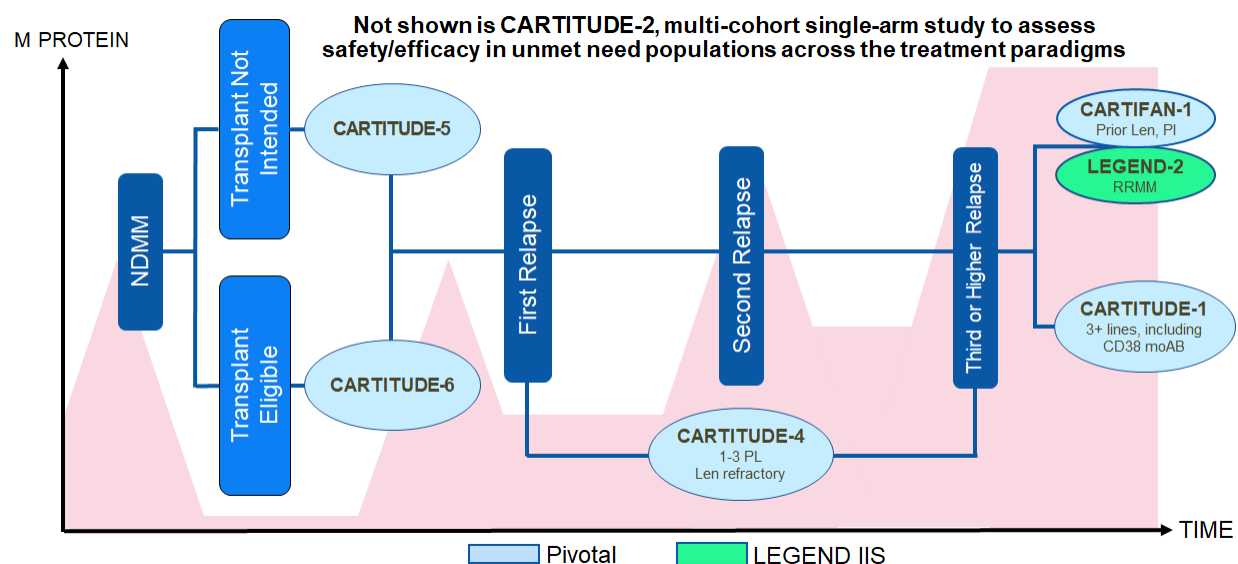 Not shown is CARTITUDE-2, multi-cohort single-arm study to assess
safety/efficacy in unmet need populations across the treatment paradigms
M PROTEIN
NDMM
Transplant Not
Intended
Transplant
Eligible
CARTITUDE-5
CARTITUDE-6
First Relapse
CARTITUDE-4
1-3 PL
Len refractory
Second Relapse
Third or Higher Relapse
CARTIFAN-1
Prior Len, PI
LEGEND-2
RRMM
CARTITUDE-1
3+ lines, including
CD38 moAB
TIME
Pivotal
LEGEND IIS